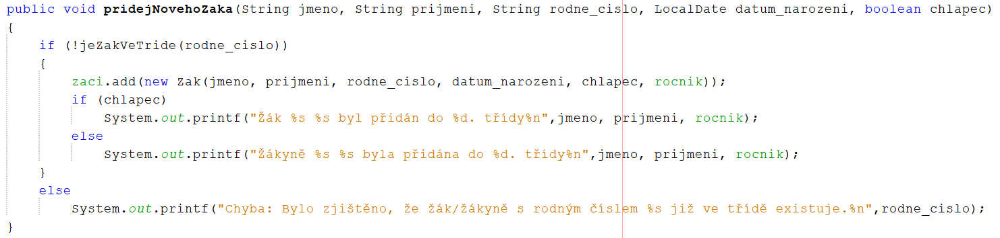 public void pridejNovehoZaka(String jmeno, String prijmeni, String rodne_cislo, LocalDate datum_narozeni, boolean chlapec)
{
    if (!jeZakVeTride(rodne_cislo))
    {
        zaci.add(new Zak(jmeno, prijmeni, rodne_cislo, datum_narozeni, chlapec, rocnik));
        if (chlapec)
            System.out.printf("Žák %s %s byl přidán do %d. třídy%n",jmeno, prijmeni, rocnik);
        else
            System.out.printf("Žákyně %s %s byla přidána do %d. třídy%n",jmeno, prijmeni, rocnik);
    }
    else
        System.out.printf("Chyba: Bylo zjištěno, že žák/žákyně s rodným číslem %s již ve třídě existuje.%n",rodne_cislo);
}